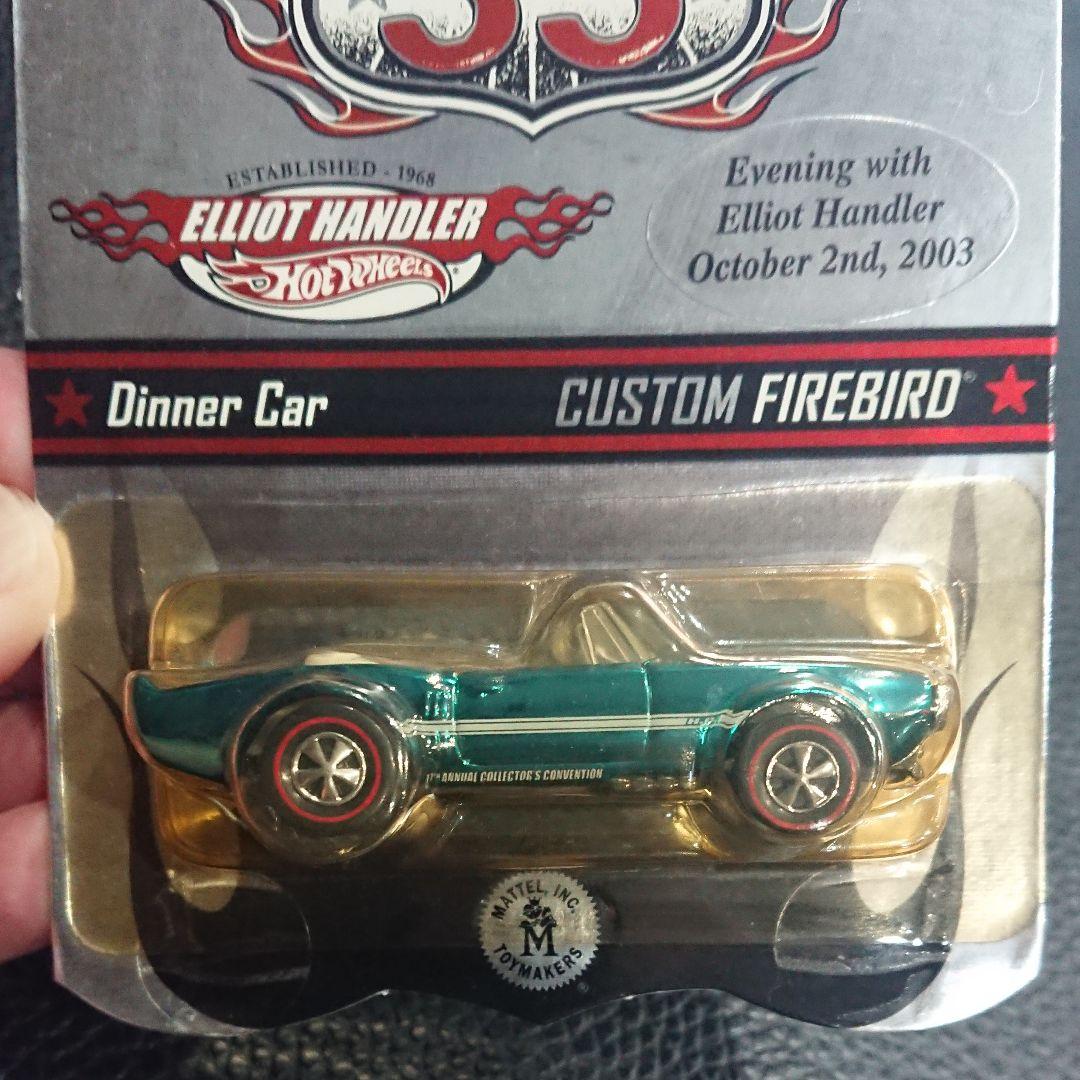 35
ESTABLISHED - 1968
ELLIOT HANDLER
HOT WHEELS
Evening with
Elliot Handler
October 2nd, 2003
Dinner Car
CUSTOM FIREBIRD
ANNUAL COLLECTOR'S CONVENTION
MATTEL, INC.
M
TOYMAKERS